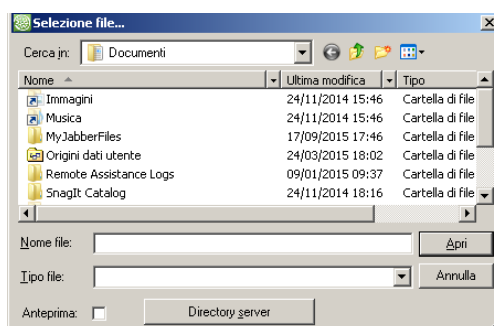 Selezione file...
Cerca in: Documenti
Nome Ultima modifica Tipo
Immagini 24/11/2014 15:46 Cartella di file
Musica 24/11/2014 15:46 Cartella di file
MyJabberFiles 17/09/2015 17:46 Cartella di file
Origini dati utente 24/03/2015 18:02 Cartella di file
Remote Assistance Logs 09/01/2015 09:37 Cartella di file
SnagIt Catalog 24/11/2014 18:16 Cartella di file
Nome file: Apri
Tipo file: Annulla
Anteprima: Directory server